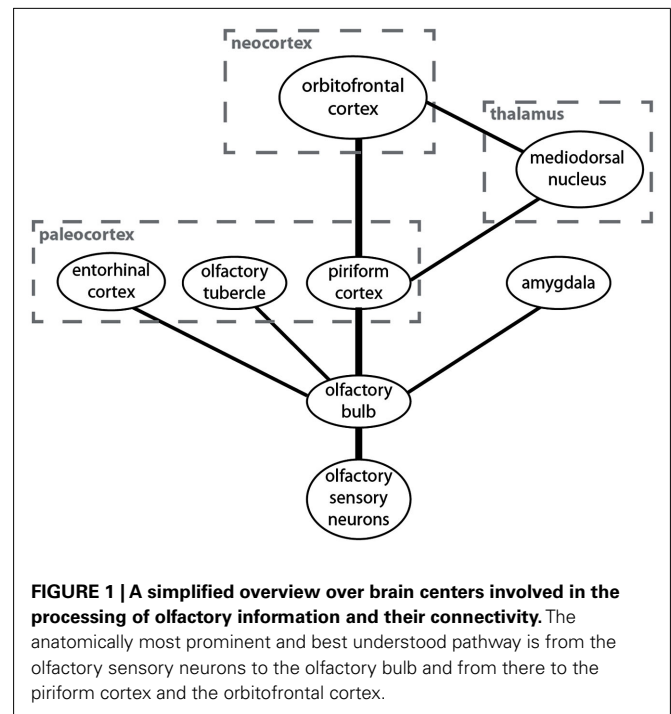 neocortex
orbitofrontal
cortex
thalamus
mediodorsal
nucleus
paleocortex
entorhinal
cortex
olfactory
tubercle
piriform
cortex
amygdala
olfactory
bulb
olfactory
sensory
neurons
FIGURE 1 | A simplified overview over brain centers involved in the
processing of olfactory information and their connectivity. The
anatomically most prominent and best understood pathway is from the
olfactory sensory neurons to the olfactory bulb and from there to the
piriform cortex and the orbitofrontal cortex.